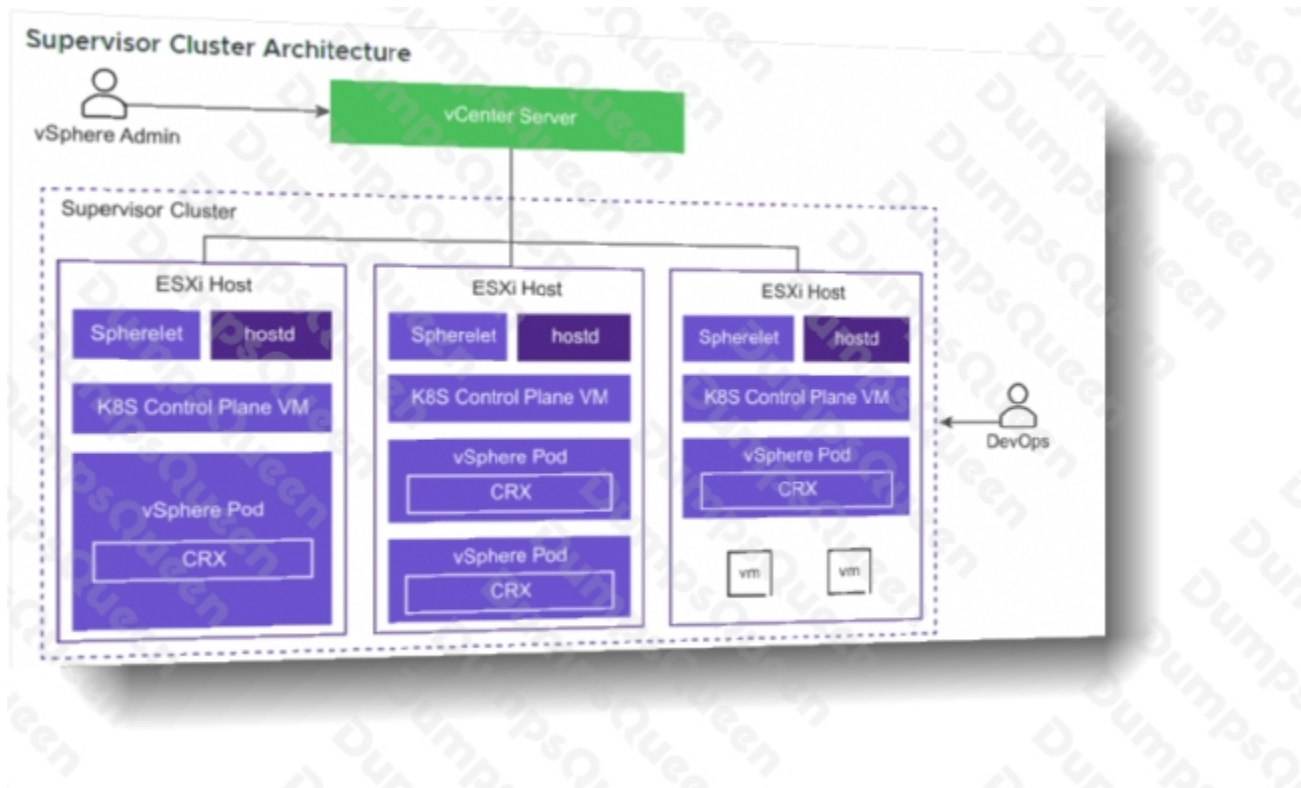 Supervisor Cluster Architecture
vSphere Admin
vCenter Server
Supervisor Cluster
ESXi Host
Spherelet
hostd
K8S Control Plane VM
vSphere Pod
CRX
ESXi Host
Spherelet
hostd
K8S Control Plane VM
vSphere Pod
CRX
vSphere Pod
CRX
ESXi Host
Spherelet
hostd
K8S Control Plane VM
vSphere Pod
CRX
vm
vm
DevOps
DumpsQueen